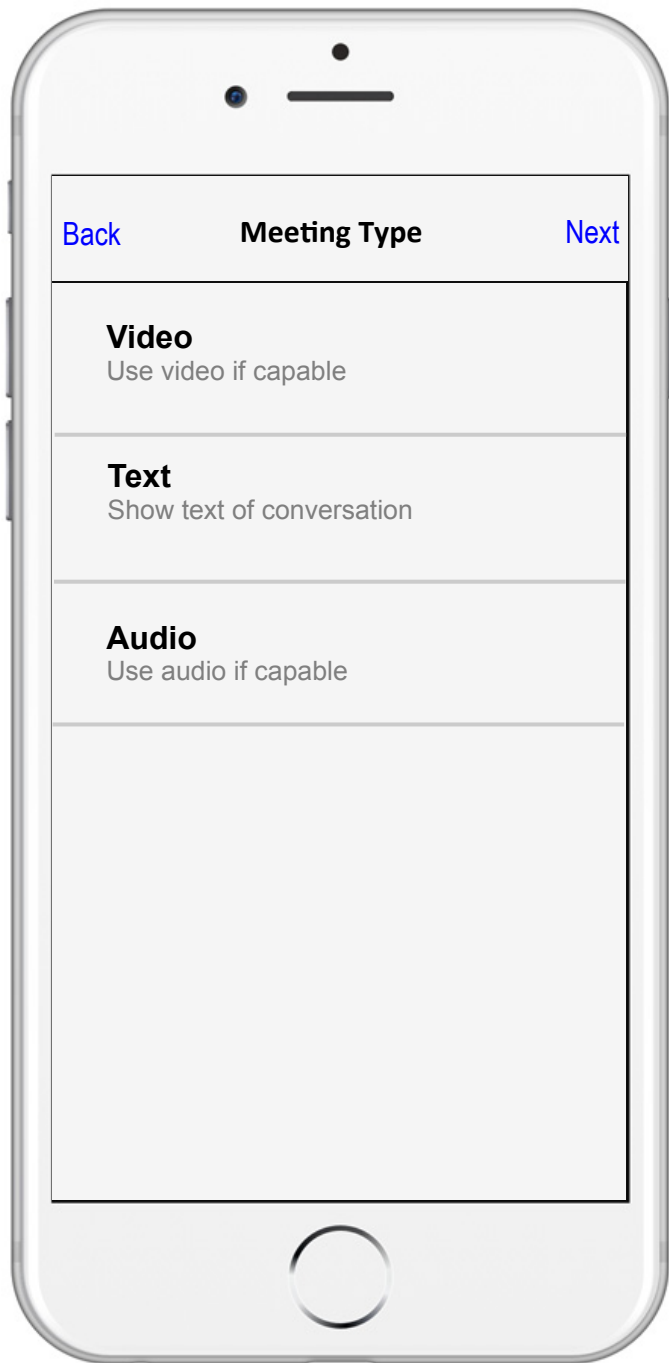 Back Meeting Type Next
Video
Use video if capable
Text
Show text of conversation
Audio
Use audio if capable